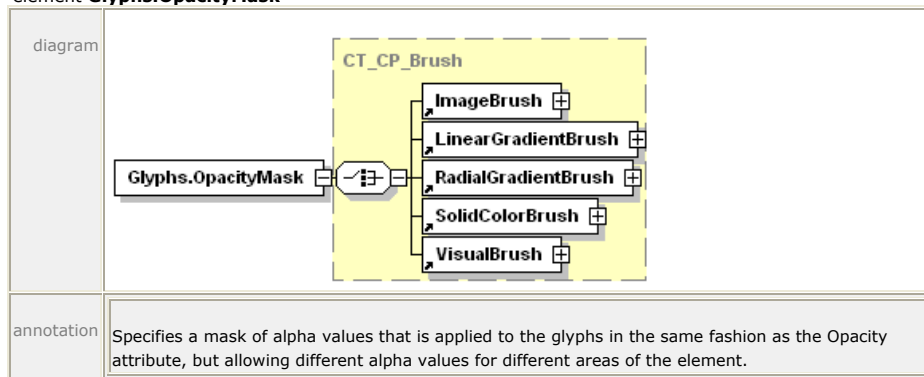 element Glyphs.OpacityMask
diagram
CT_CP_Brush
ImageBrush
LinearGradientBrush
Glyphs.OpacityMask
RadialGradientBrush
SolidColorBrush
VisualBrush
annotation
Specifies a mask of alpha values that is applied to the glyphs in the same fashion as the Opacity
attribute, but allowing different alpha values for different areas of the element.